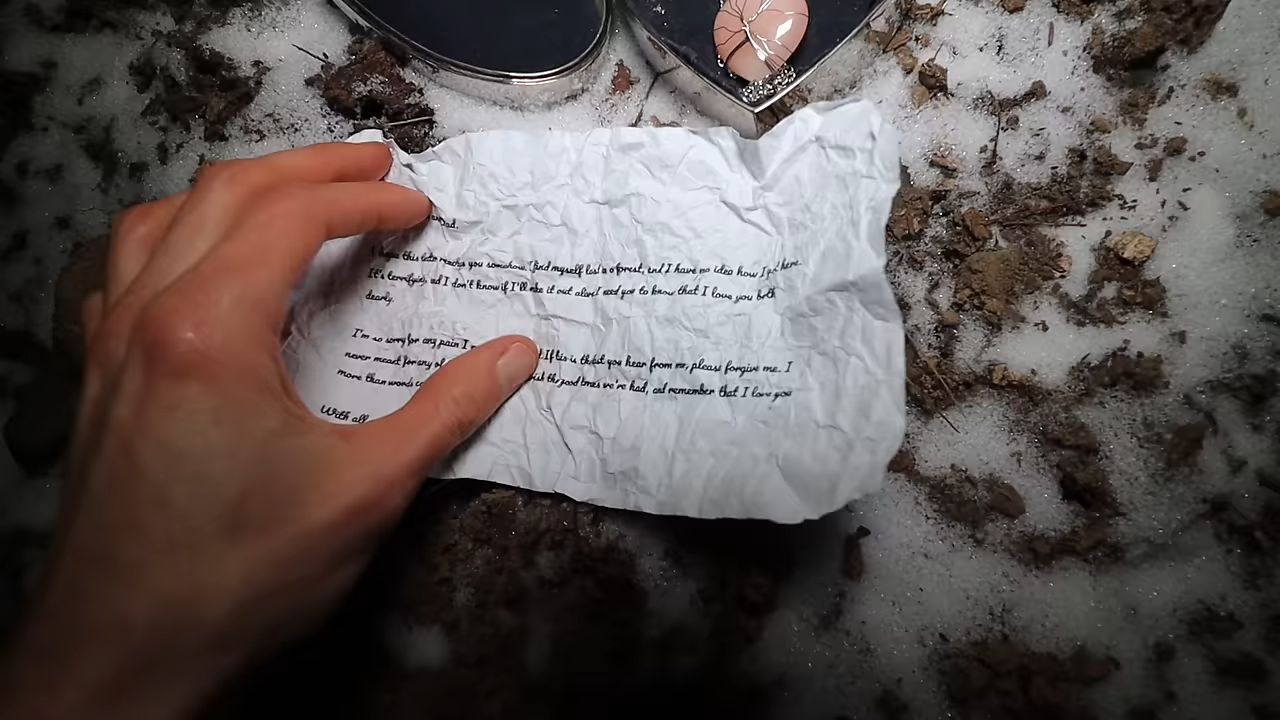 Dad,
this letter reaches you somehow. I find myself lost in a forest, and I have no idea how I got here.
It's terrifying, and I don't know if I'll make it out alive. I need you to know that I love you both
dearly.
I'm so sorry for any pain I If this is the last you hear from me, please forgive me. I
never meant for any of the good times we've had, and remember that I love you
more than words
With all